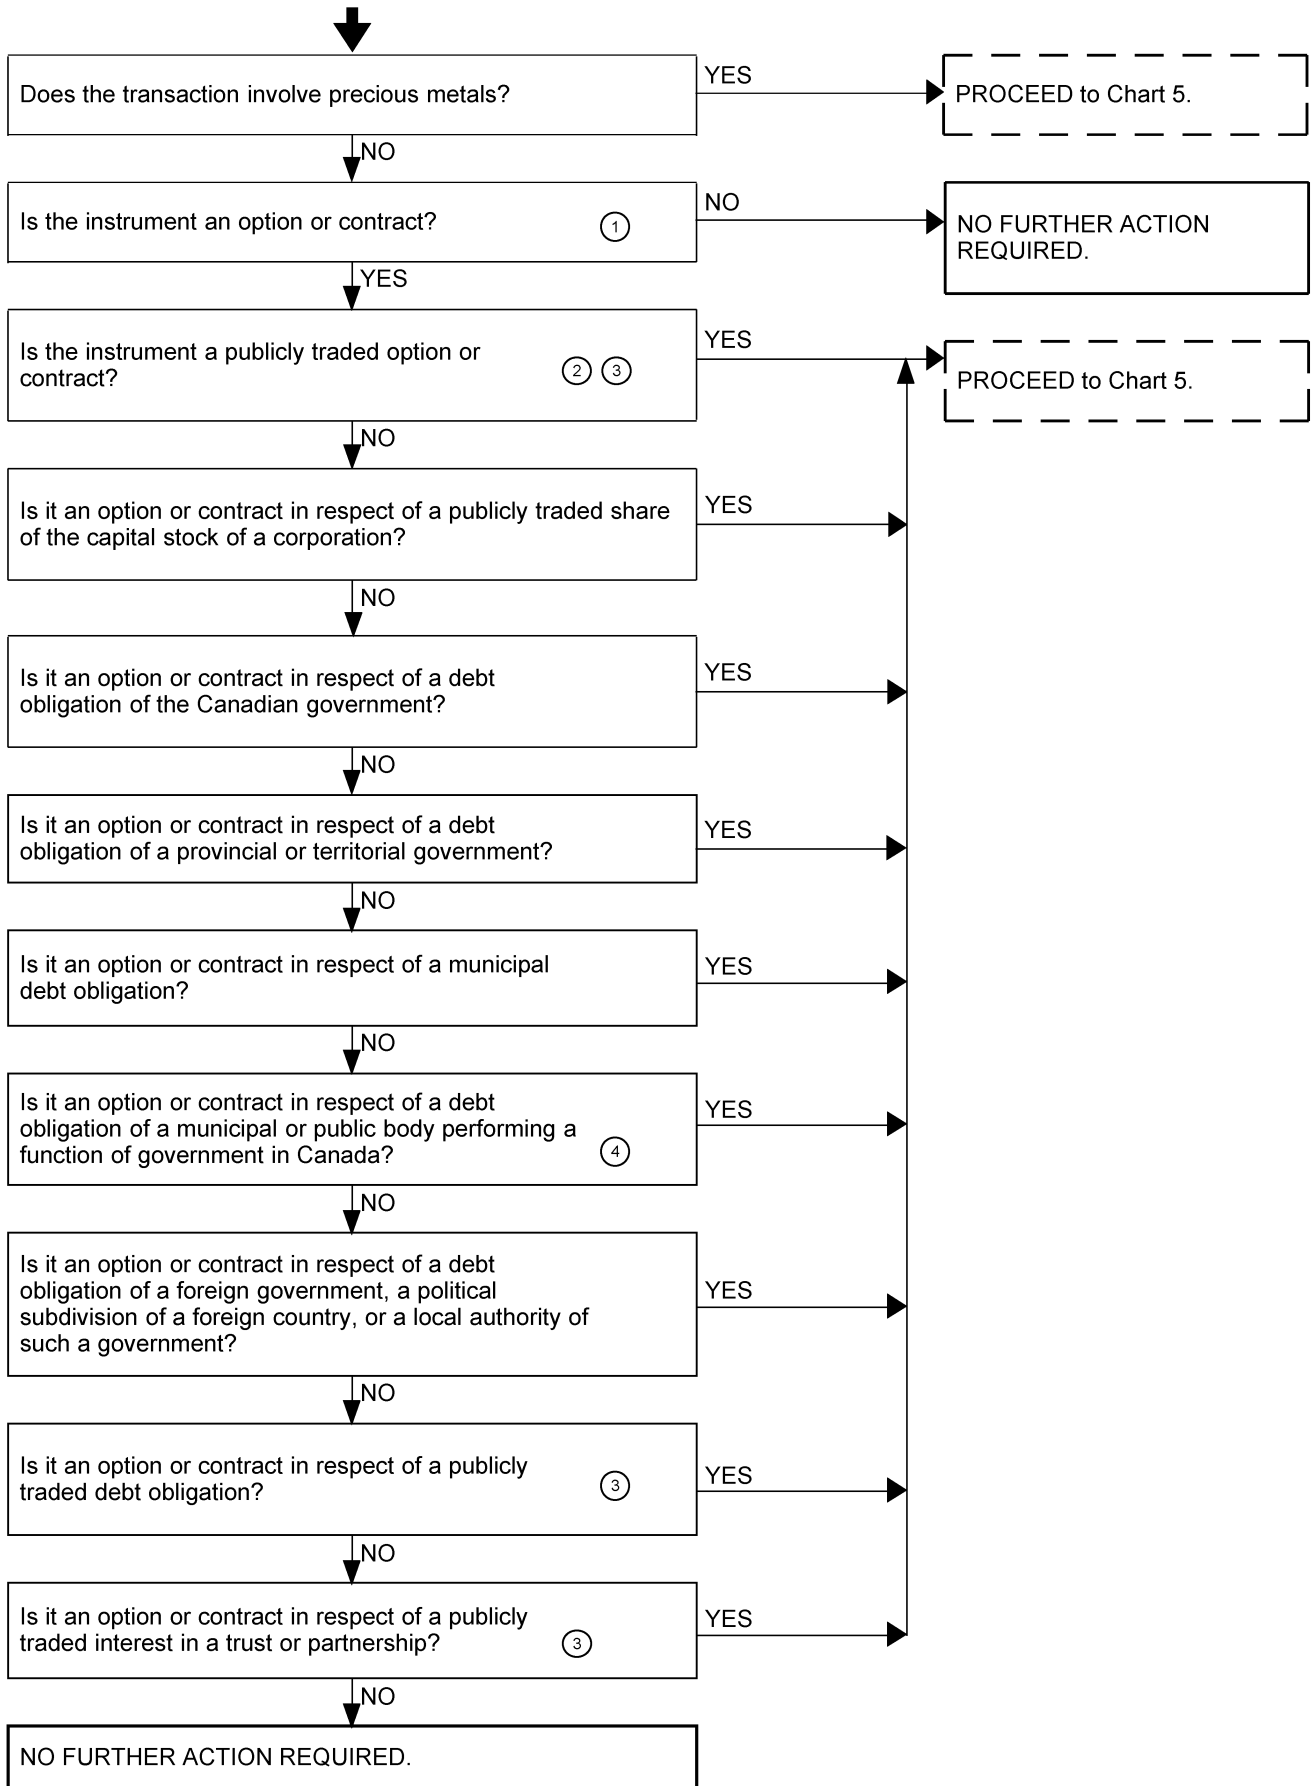 Does the transaction involve precious metals?
YES
PROCEED to Chart 5.
NO
Is the instrument an option or contract?
1
NO
NO FURTHER ACTION
REQUIRED.
YES
Is the instrument a publicly traded option or
contract?
2 3
YES
PROCEED to Chart 5.
NO
Is it an option or contract in respect of a publicly traded share
of the capital stock of a corporation?
YES
NO
Is it an option or contract in respect of a debt
obligation of the Canadian government?
YES
NO
Is it an option or contract in respect of a debt
obligation of a provincial or territorial government?
YES
NO
Is it an option or contract in respect of a municipal
debt obligation?
YES
NO
Is it an option or contract in respect of a debt
obligation of a municipal or public body performing a
function of government in Canada?
4
YES
NO
Is it an option or contract in respect of a debt
obligation of a foreign government, a political
subdivision of a foreign country, or a local authority of
such a government?
YES
NO
Is it an option or contract in respect of a publicly
traded debt obligation?
3
YES
NO
Is it an option or contract in respect of a publicly
traded interest in a trust or partnership?
3
YES
NO
NO FURTHER ACTION REQUIRED.